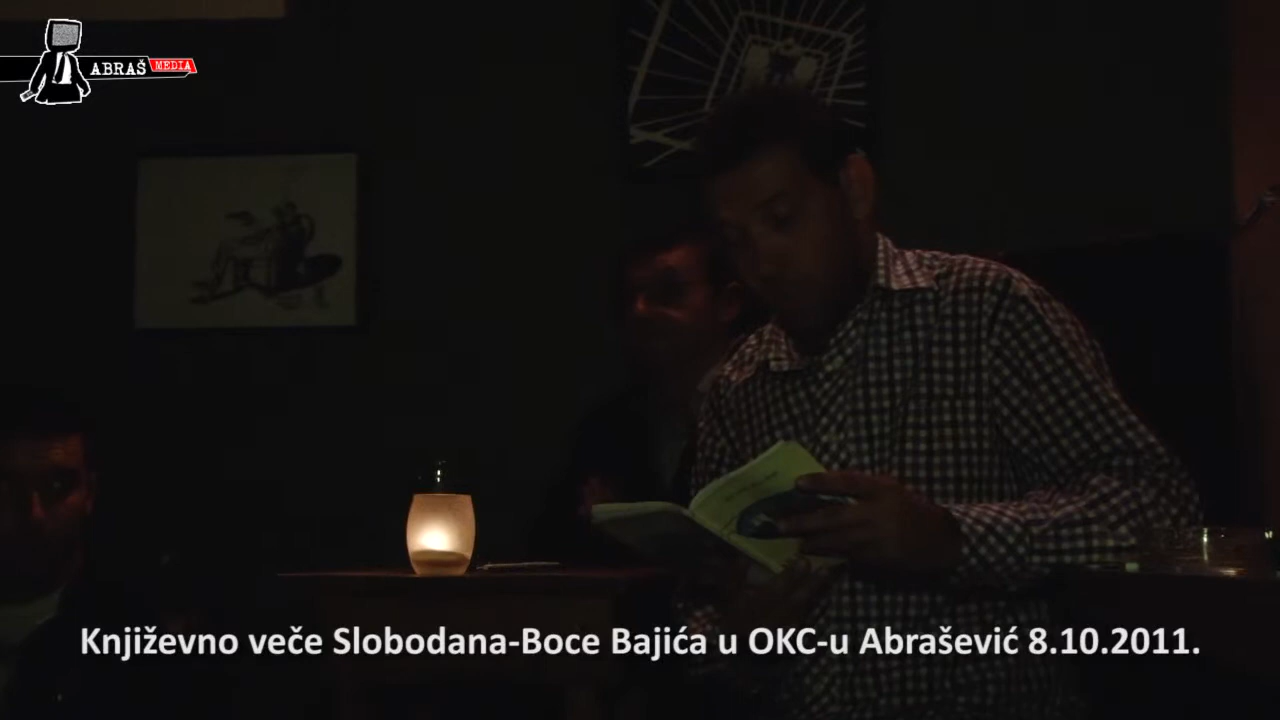 ABRAŠ MEDIA
Književno veče Slobodana-Boce Bajića u OKC-u Abrašević 8.10.2011.